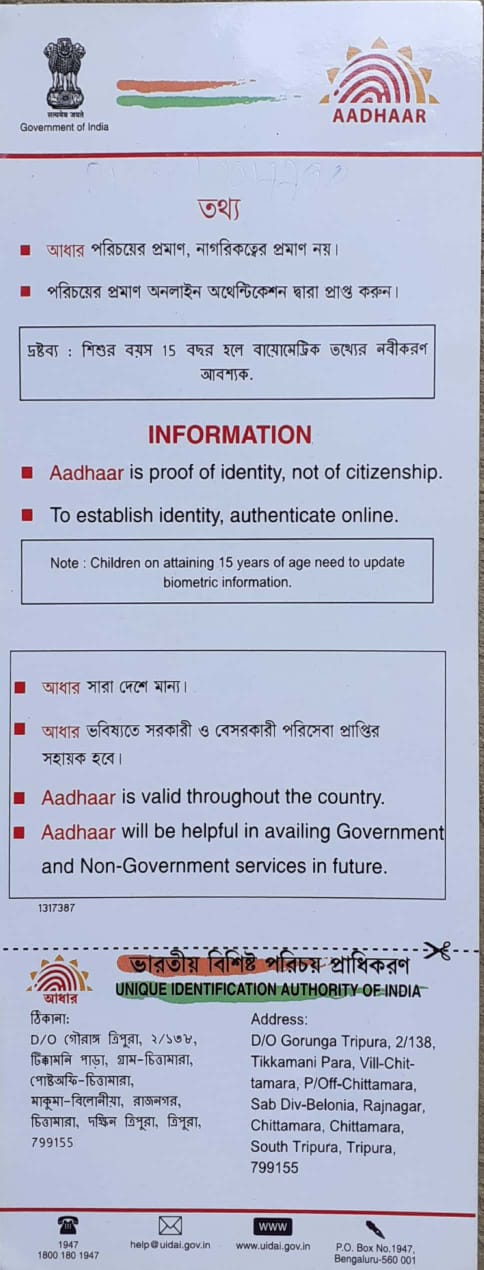 सत्यमेव जयते
Government of India
AADHAAR
তথ্য
আধার পরিচয়ের প্রমাণ, নাগরিকত্বের প্রমাণ নয়।
পরিচয়ের প্রমাণ অনলাইন অথেন্টিকেশন দ্বারা প্রাপ্ত করুন।
দ্রষ্টব্য : শিশুর বয়স 15 বছর হলে বায়োমেট্রিক তথ্যের নবীকরণ
আবশ্যক.
INFORMATION
Aadhaar is proof of identity, not of citizenship.
To establish identity, authenticate online.
Note : Children on attaining 15 years of age need to update
biometric information.
আধার সারা দেশে মান্য।
আধার ভবিষ্যতে সরকারী ও বেসরকারী পরিসেবা প্রাপ্তির
সহায়ক হবে।
Aadhaar is valid throughout the country.
Aadhaar will be helpful in availing Government
and Non-Government services in future.
1317387
ভারতীয় বিশিষ্ট পরিচয় প্রাধিকরণ
UNIQUE IDENTIFICATION AUTHORITY OF INDIA
আধার
ঠিকানা:
D/O গৌরাঙ্গ ত্রিপুরা, ২/১৩৮,
টিক্কামনি পাড়া, গ্রাম-চিত্তামারা,
পোষ্টঅফি-চিত্তামারা,
মাকুমা-বিলোনীয়া, রাজনগর,
চিত্তামারা, দক্ষিন ত্রিপুরা, ত্রিপুরা,
799155
Address:
D/O Gorunga Tripura, 2/138,
Tikkamani Para, Vill-Chit-
tamara, P/Off-Chittamara,
Sab Div-Belonia, Rajnagar,
Chittamara, Chittamara,
South Tripura, Tripura,
799155
1947
1800 180 1947
help@uidai.gov.in
www
www.uidai.gov.in
P.O. Box No.1947,
Bengaluru-560 001